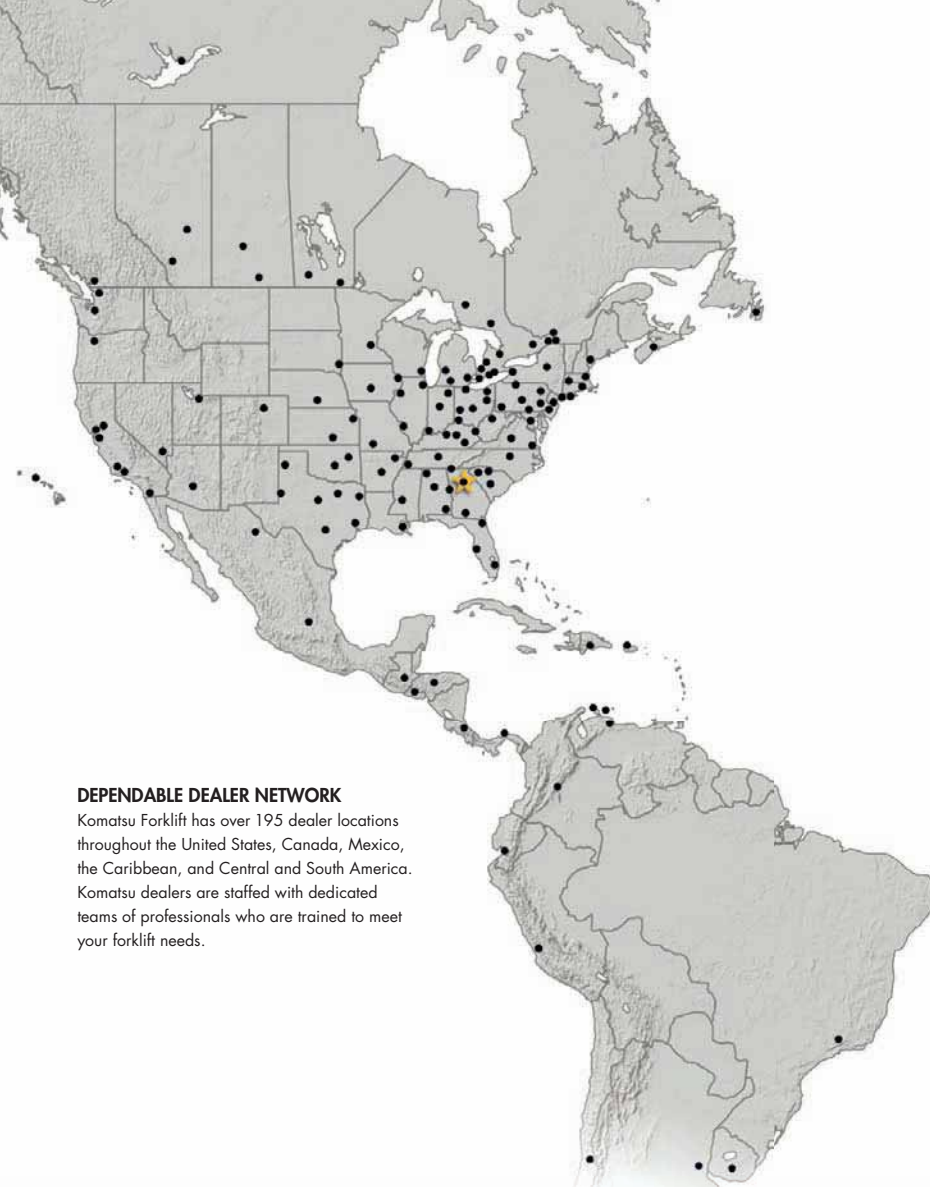 DEPENDABLE DEALER NETWORK
Komatsu Forklift has over 195 dealer locations
throughout the United States, Canada, Mexico,
the Caribbean, and Central and South America.
Komatsu dealers are staffed with dedicated
teams of professionals who are trained to meet
your forklift needs.